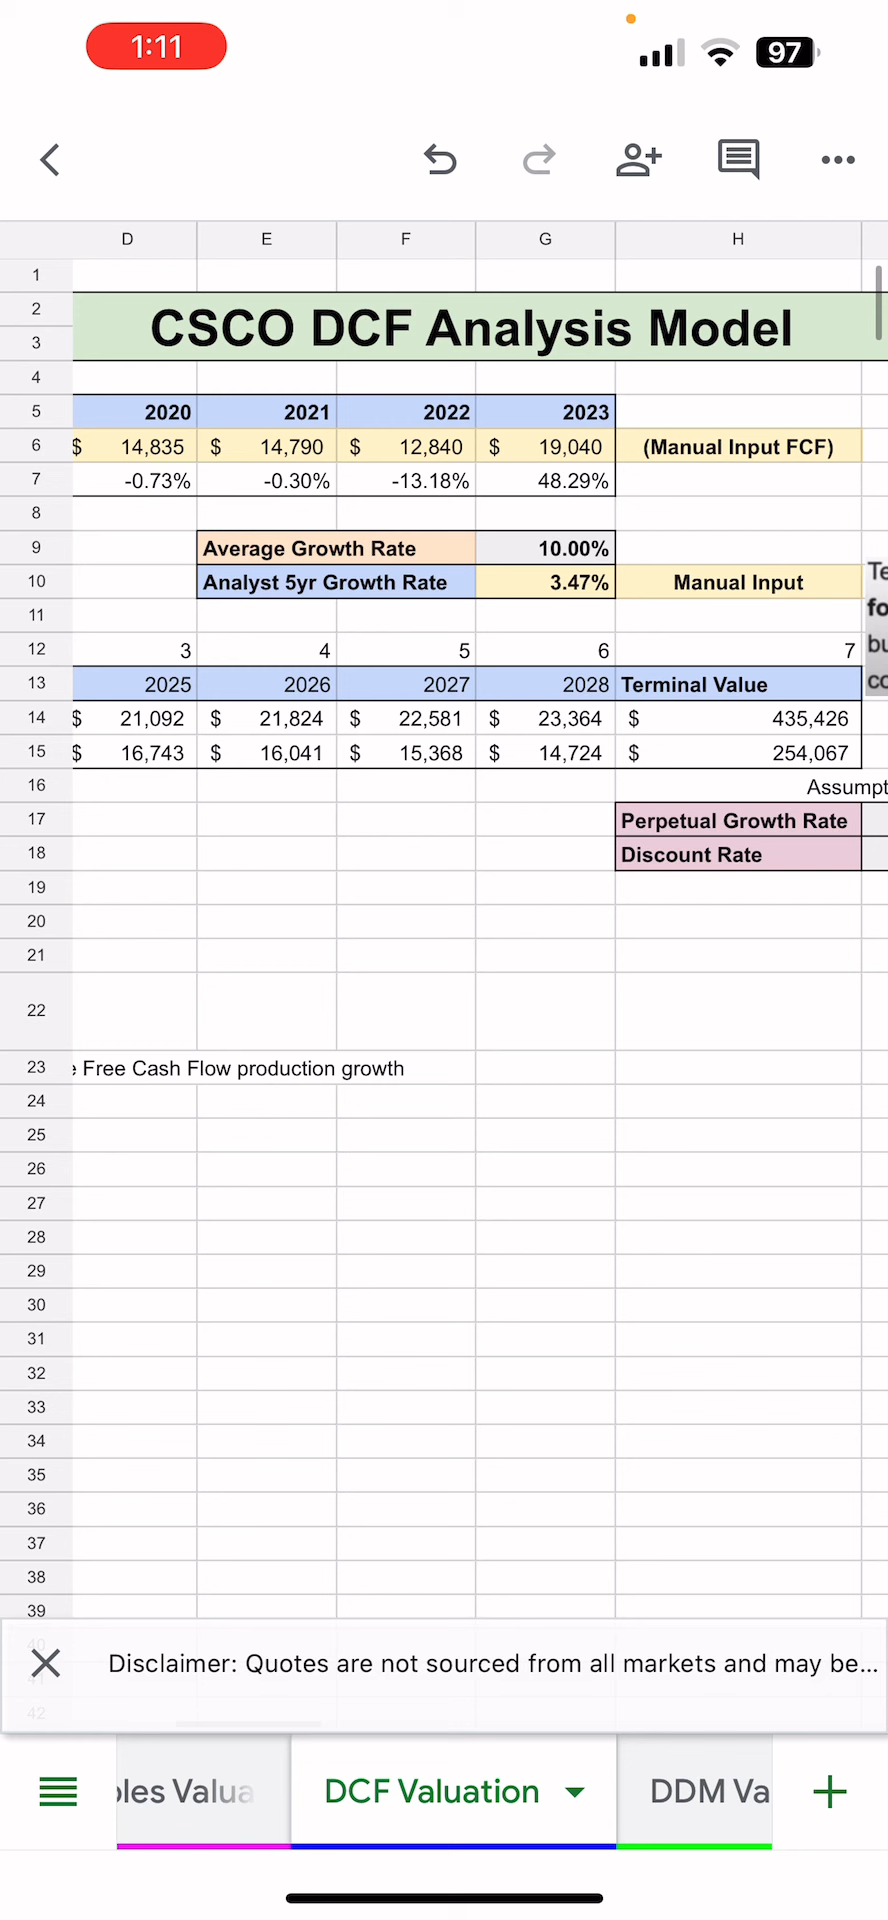 1:11
97
D E F G H
1
2
3 CSCO DCF Analysis Model
4
5 2020 2021 2022 2023
6 $ 14,835 $ 14,790 $ 12,840 $ 19,040 (Manual Input FCF)
7 -0.73% -0.30% -13.18% 48.29%
8
9 Average Growth Rate 10.00%
10 Analyst 5yr Growth Rate 3.47% Manual Input
11
12 3 4 5 6 7
13 2025 2026 2027 2028 Terminal Value
14 $ 21,092 $ 21,824 $ 22,581 $ 23,364 $ 435,426
15 $ 16,743 $ 16,041 $ 15,368 $ 14,724 $ 254,067
16 Assumpt
17 Perpetual Growth Rate
18 Discount Rate
19
20
21
22
23 Free Cash Flow production growth
24
25
26
27
28
29
30
31
32
33
34
35
36
37
38
39
40
Disclaimer: Quotes are not sourced from all markets and may be...
41
42
les Valua DCF Valuation DDM Va